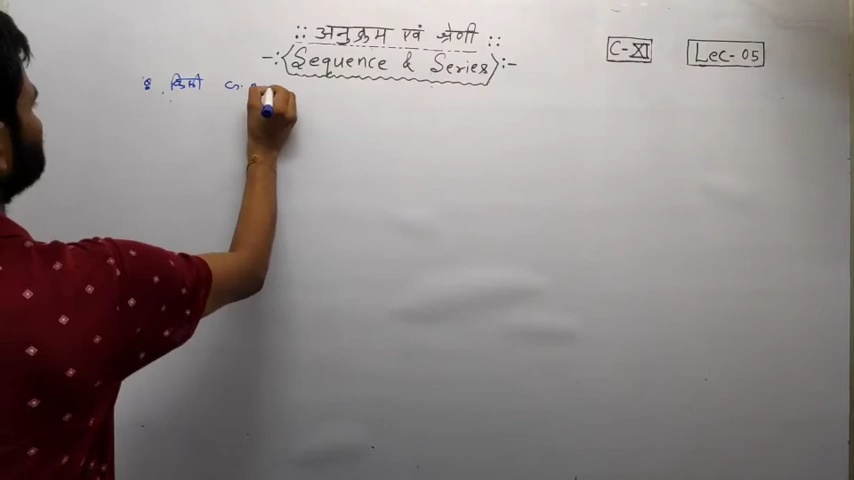 :: अनुक्रम एवं श्रेणी ::
-: Sequence & Series :-
C-XI
Lec-05
किसी